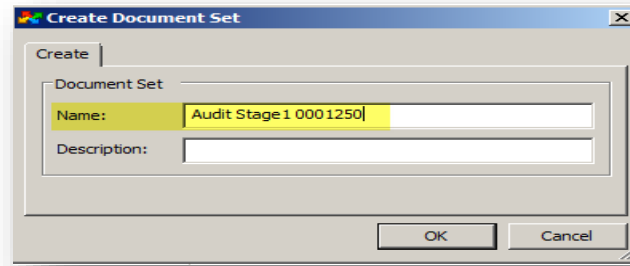 Create Document Set
Create
Document Set
Name: Audit Stage1 0001250
Description:
OK Cancel